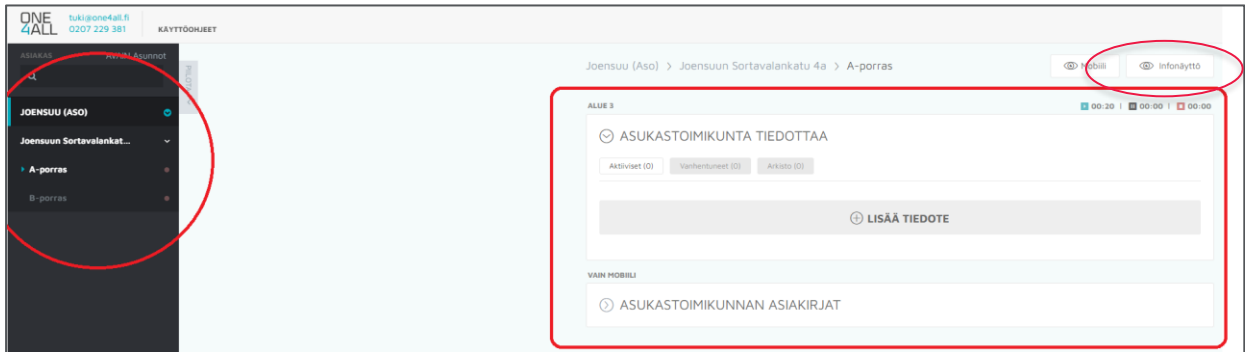 ONE
4ALL
tuki@one4all.fi
0207 229 381
KÄYTTÖOHJEET
ASIAKAS
Asunnot
JOENSUU (ASO)
Joensuun Sortavalankat...
A-porras
B-porras
Joensuu (Aso) > Joensuun Sortavalankatu 4a > A-porras
Mobiili
Infonäyttö
ALUE 3
00:20 | 00:00 | 00:00
ASUKASTOIMIKUNTA TIEDOTTAA
Aktiiviset (0)
Vanhentuneet (0)
Arkisto (0)
LISÄÄ TIEDOTE
VAIN MOBIILI
ASUKASTOIMIKUNNAN ASIAKIRJAT